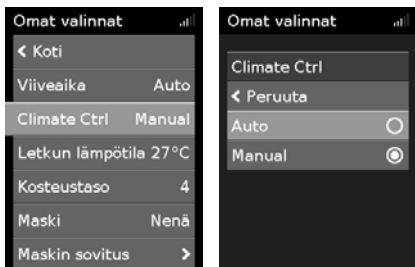 Omat valinnat
< Koti
Viiveaika Auto
Climate Ctrl Manual
Letkun lämpötila 27°C
Kosteustaso 4
Maski Nenä
Maskin sovitus >
Omat valinnat
Climate Ctrl
< Peruuta
Auto
Manual